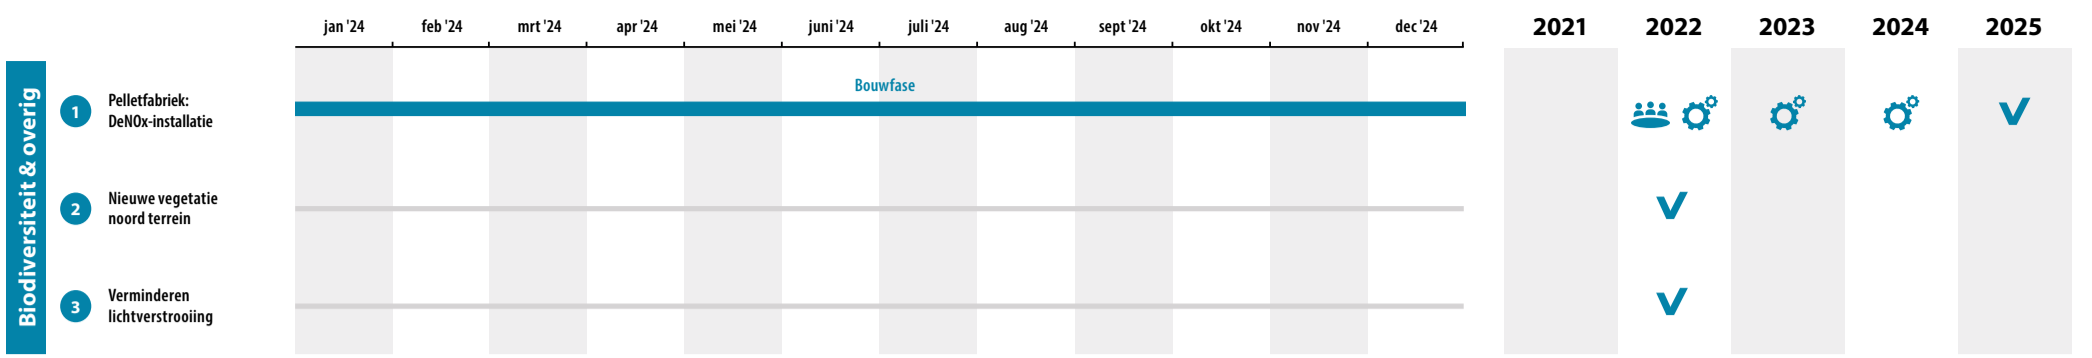 jan '24 feb '24 mrt '24 apr '24 mei '24 juni '24 juli '24 aug '24 sept '24 okt '24 nov '24 dec '24 2021 2022 2023 2024 2025
Biodiversiteit & overig
Bouwfase
1 Pelletfabriek:
DeNOx-installatie
2 Nieuwe vegetatie
noord terrein
3 Verminderen
lichtverstrooiing